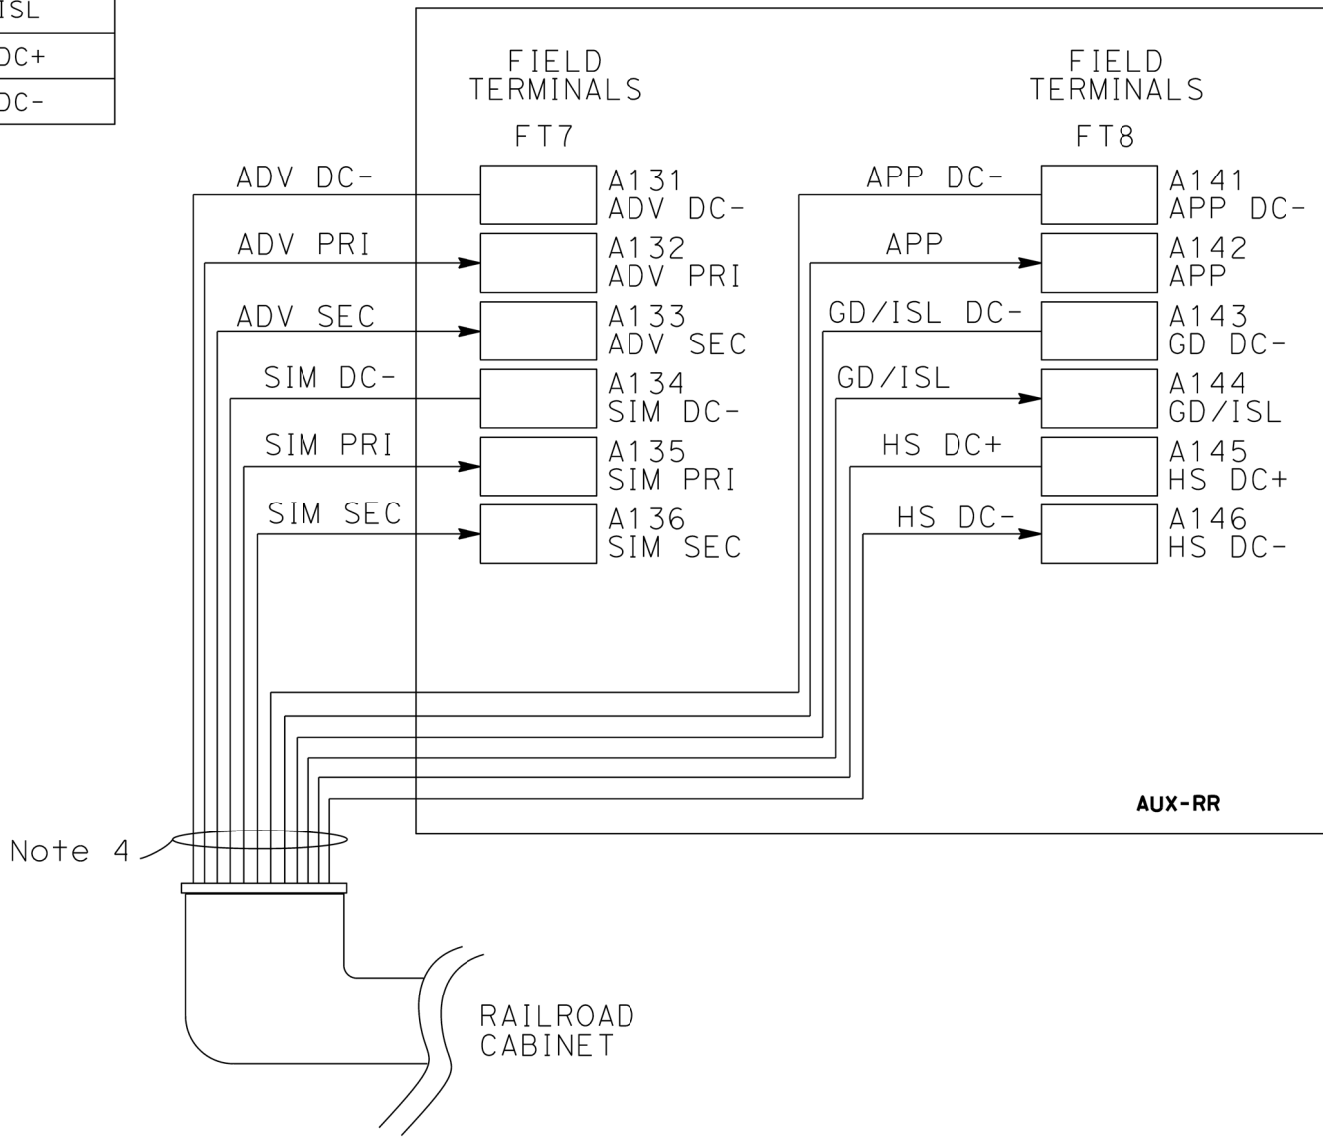 ISL
DC+
DC-
FIELD
TERMINALS
FT7
ADV DC-
A131
ADV DC-
ADV PRI
A132
ADV PRI
ADV SEC
A133
ADV SEC
SIM DC-
A134
SIM DC-
SIM PRI
A135
SIM PRI
SIM SEC
A136
SIM SEC
FIELD
TERMINALS
FT8
APP DC-
A141
APP DC-
APP
A142
APP
GD/ISL DC-
A143
GD DC-
GD/ISL
A144
GD/ISL
HS DC+
A145
HS DC+
HS DC-
A146
HS DC-
AUX-RR
Note 4
RAILROAD
CABINET